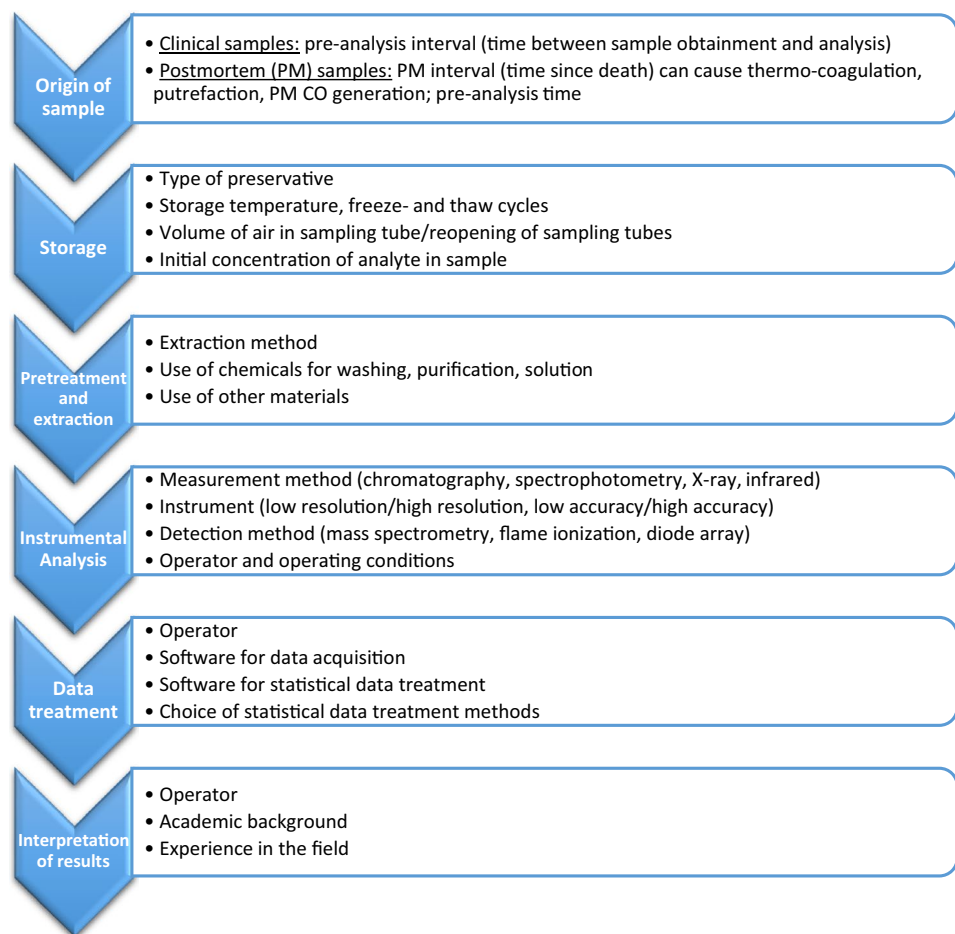 Origin of
sample
• Clinical samples: pre-analysis interval (time between sample obtainment and analysis)
• Postmortem (PM) samples: PM interval (time since death) can cause thermo-coagulation,
putrefaction, PM CO generation; pre-analysis time
Storage
• Type of preservative
• Storage temperature, freeze- and thaw cycles
• Volume of air in sampling tube/reopening of sampling tubes
• Initial concentration of analyte in sample
Pretreatment
and
extraction
• Extraction method
• Use of chemicals for washing, purification, solution
• Use of other materials
Instrumental
Analysis
• Measurement method (chromatography, spectrophotometry, X-ray, infrared)
• Instrument (low resolution/high resolution, low accuracy/high accuracy)
• Detection method (mass spectrometry, flame ionization, diode array)
• Operator and operating conditions
Data
treatment
• Operator
• Software for data acquisition
• Software for statistical data treatment
• Choice of statistical data treatment methods
Interpretation
of results
• Operator
• Academic background
• Experience in the field